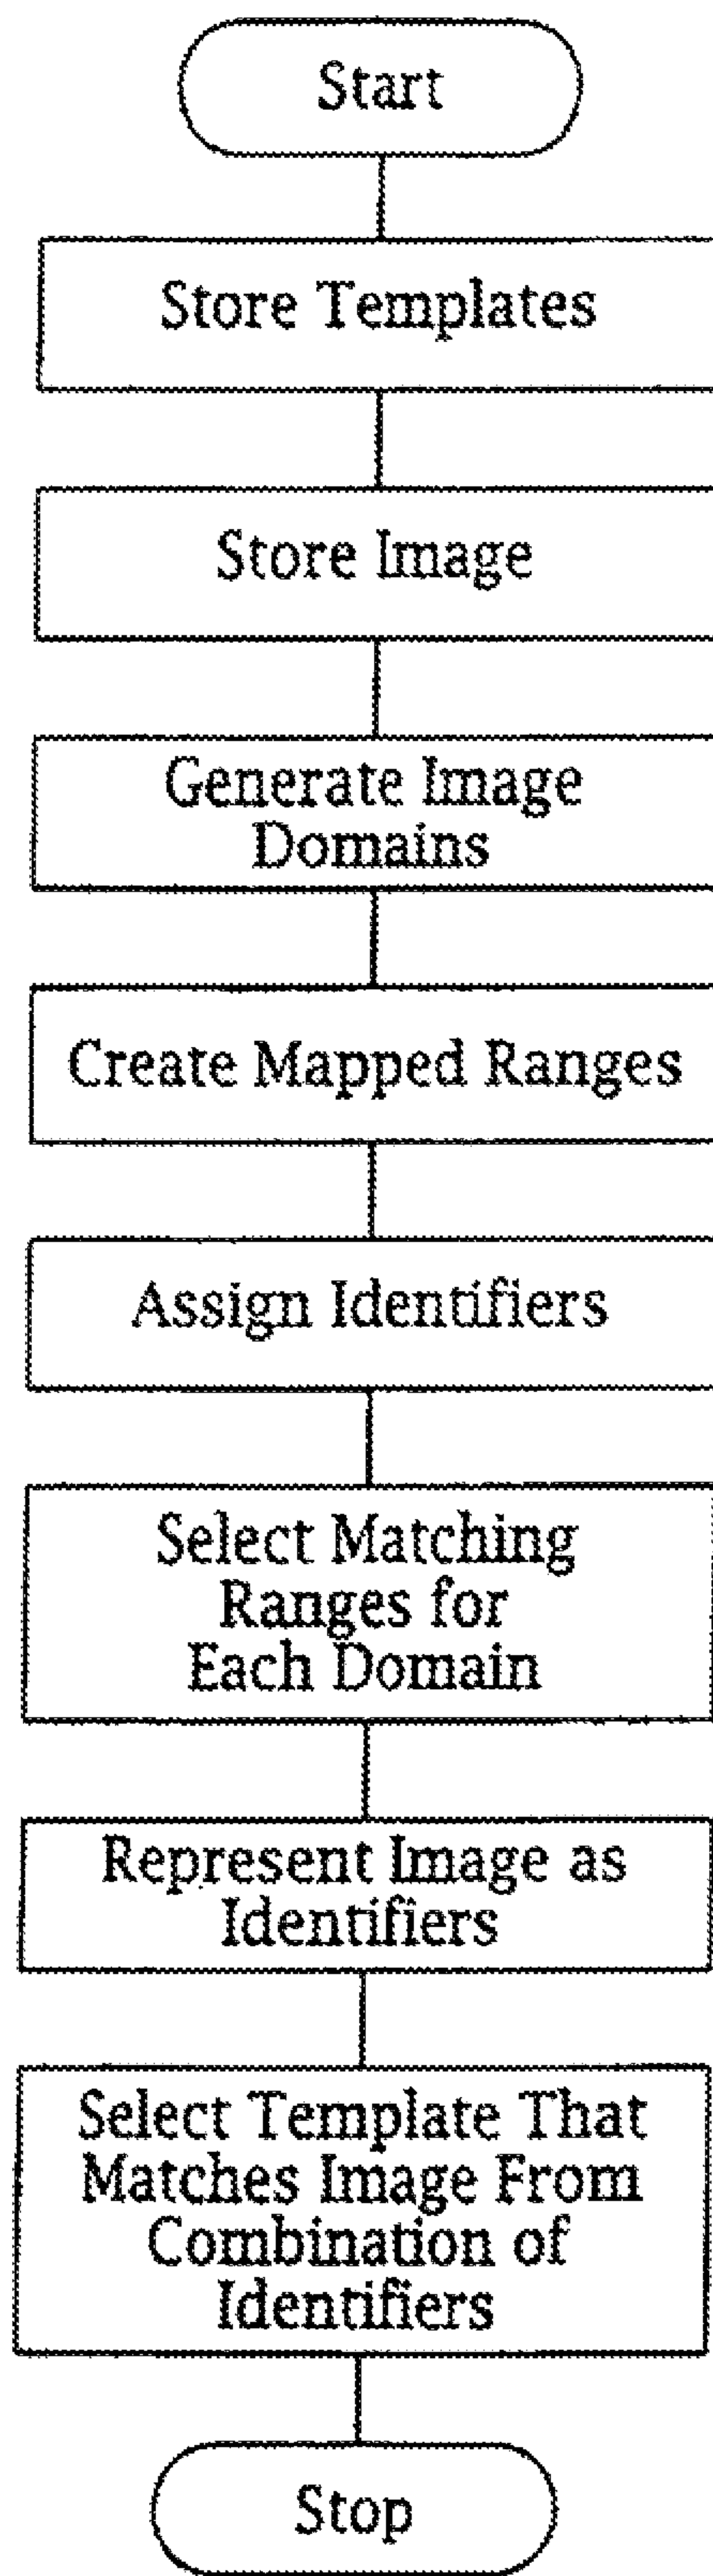 Start
Store Templates
Store Image
Generate Image
Domains
Create Mapped Ranges
Assign Identifiers
Select Matching
Ranges for
Each Domain
Represent Image as
Identifiers
Select Template That
Matches Image From
Combination of
Identifiers
Stop